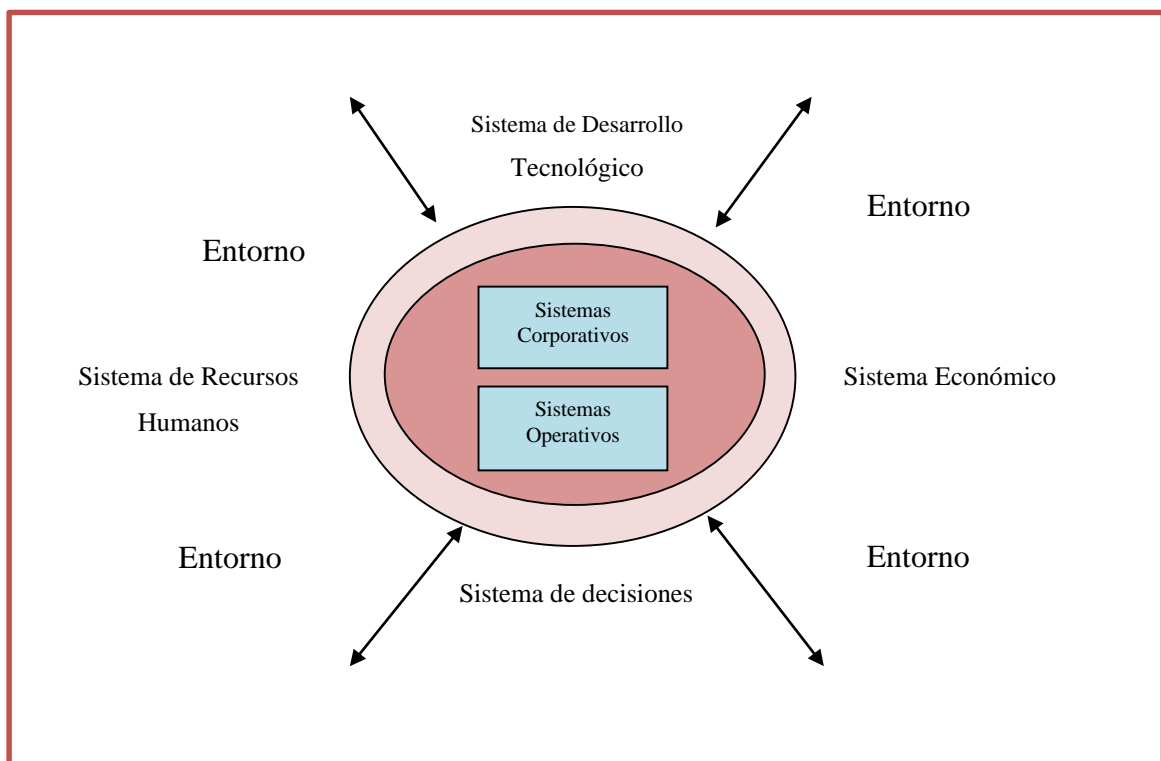 Sistema de Desarrollo
Tecnológico
Entorno
Entorno
Sistemas
Corporativos
Sistema de Recursos
Humanos
Sistema Económico
Sistemas
Operativos
Entorno
Entorno
Sistema de decisiones